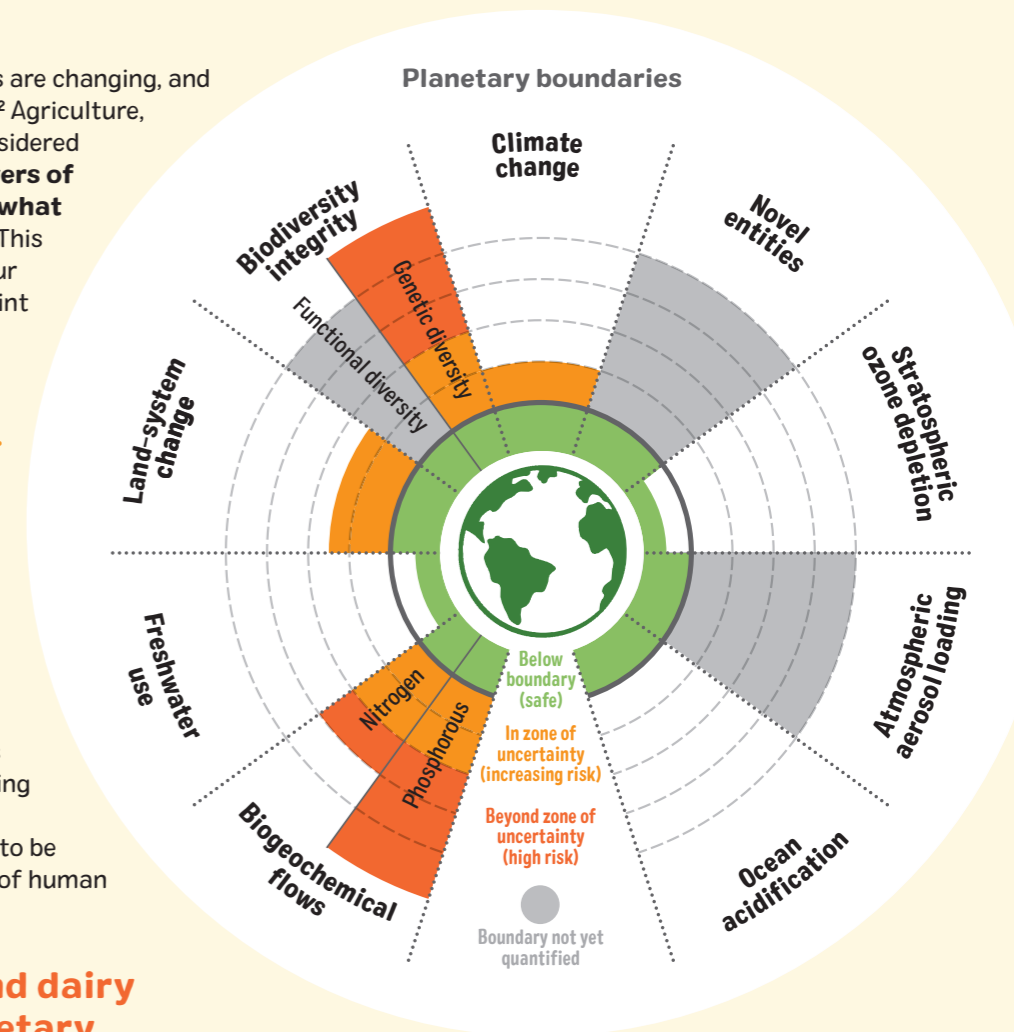 s are changing, and
² Agriculture,
sidered
ers of
what
This
ur
int
ing
to be
of human
nd dairy
etary
Planetary boundaries
Climate
change
Novel
entities
Stratospheric
ozone depletion
Atmospheric
aerosol loading
Ocean
acidification
Biogeochemical
flows
Nitrogen
Phosphorous
Freshwater
use
Land-system
change
Biodiversity
integrity
Functional diversity
Genetic diversity
Below
boundary
(safe)
In zone of
uncertainty
(increasing risk)
Beyond zone of
uncertainty
(high risk)
Boundary not yet
quantified